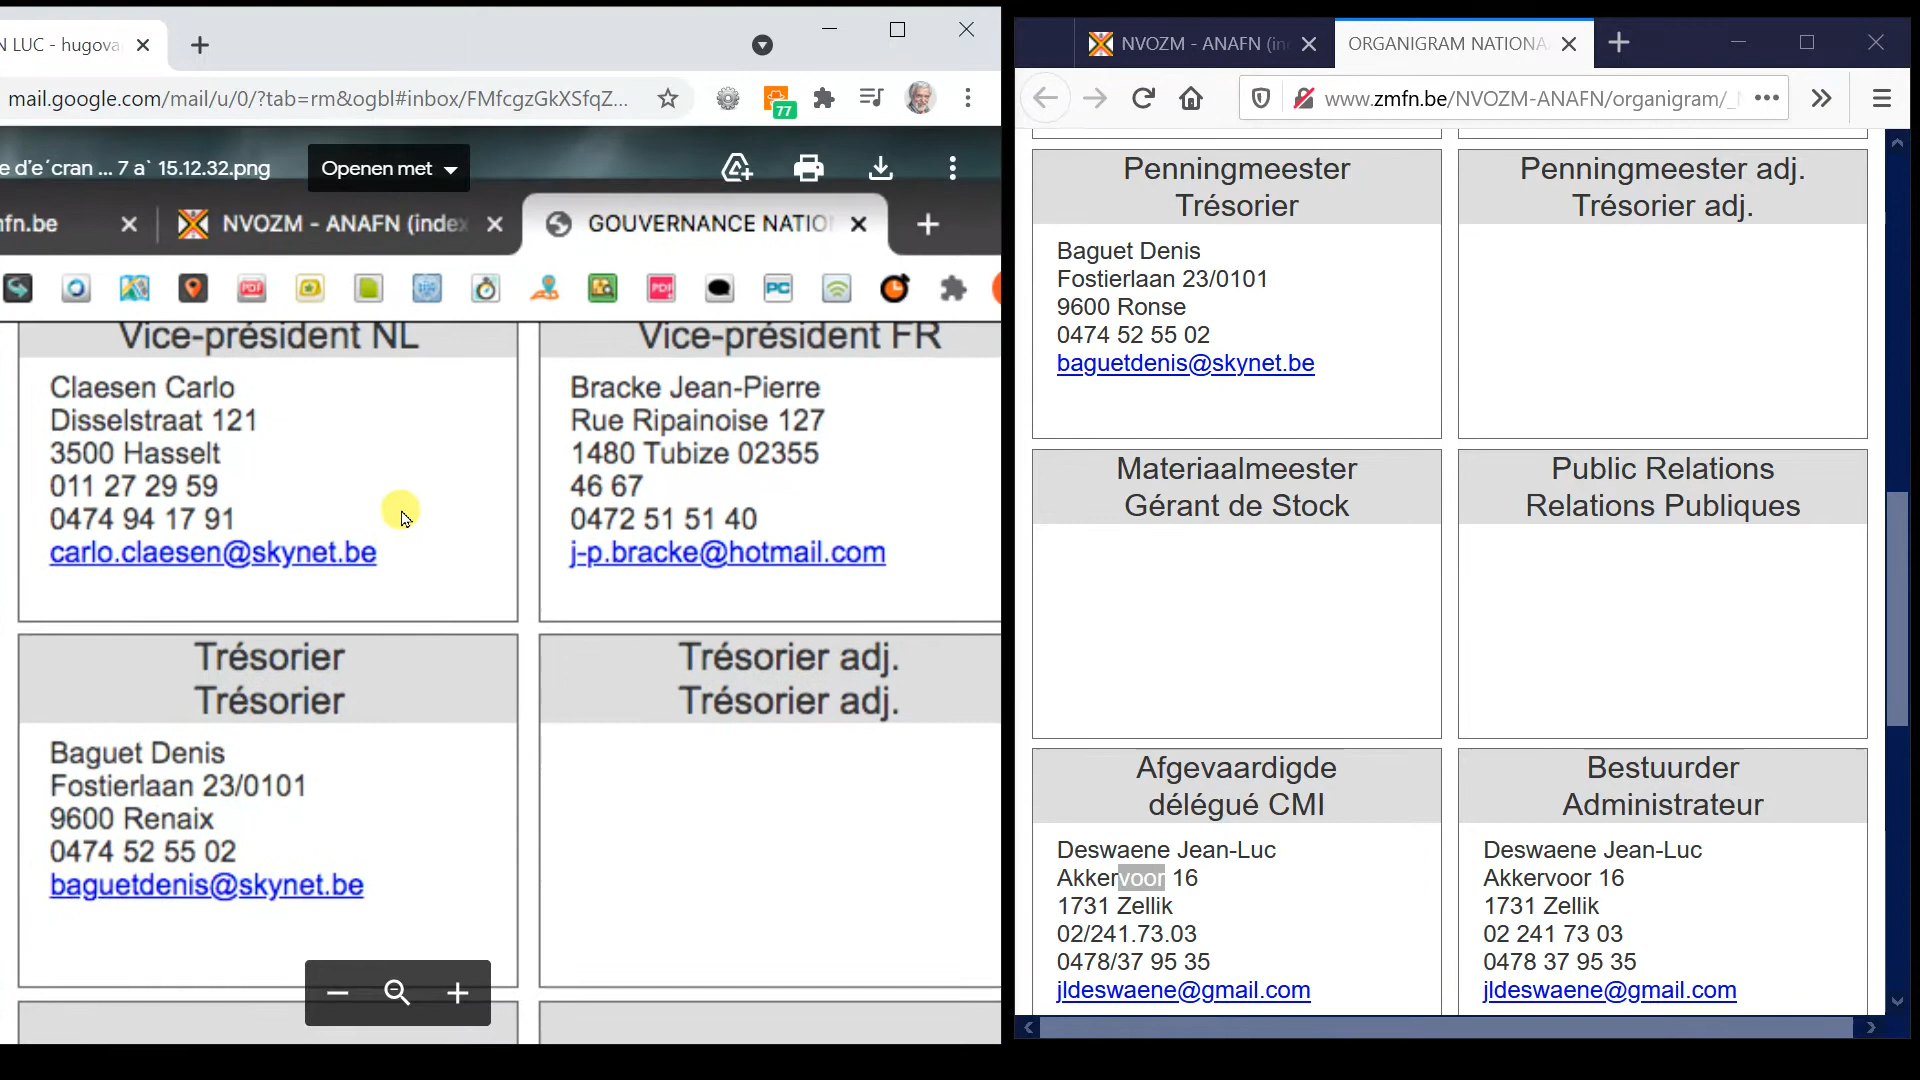 N LUC - hugova
mail.google.com/mail/u/0/?tab=rm&ogbl#inbox/FMfcgzGkXSfqZ...
77
e d'e´cran ... 7 a` 15.12.32.png
Openen met
nfn.be
NVOZM - ANAFN (index
GOUVERNANCE NATIO
PDF
PDF
PC
Vice-président NL
Claesen Carlo
Disselstraat 121
3500 Hasselt
011 27 29 59
0474 94 17 91
carlo.claesen@skynet.be
Vice-président FR
Bracke Jean-Pierre
Rue Ripainoise 127
1480 Tubize 02355
46 67
0472 51 51 40
j-p.bracke@hotmail.com
Trésorier
Trésorier
Baguet Denis
Fostierlaan 23/0101
9600 Renaix
0474 52 55 02
baguetdenis@skynet.be
Trésorier adj.
Trésorier adj.
NVOZM - ANAFN (in
ORGANIGRAM NATIONA
www.zmfn.be/NVOZM-ANAFN/organigram/_
Penningmeester
Trésorier
Baguet Denis
Fostierlaan 23/0101
9600 Ronse
0474 52 55 02
baguetdenis@skynet.be
Penningmeester adj.
Trésorier adj.
Materiaalmeester
Gérant de Stock
Public Relations
Relations Publiques
Afgevaardigde
délégué CMI
Deswaene Jean-Luc
Akkervoor 16
1731 Zellik
02/241.73.03
0478/37 95 35
jldeswaene@gmail.com
Bestuurder
Administrateur
Deswaene Jean-Luc
Akkervoor 16
1731 Zellik
02 241 73 03
0478 37 95 35
jldeswaene@gmail.com